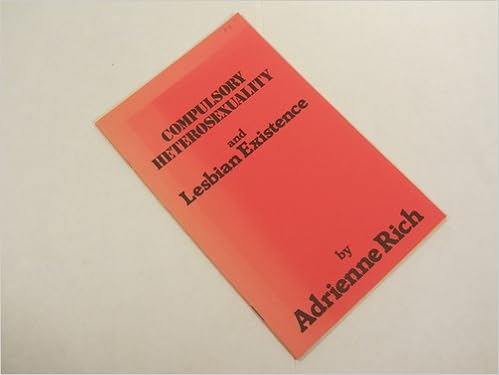 COMPULSORY
HETEROSEXUALITY
and
Lesbian Existence
by
Adrienne Rich